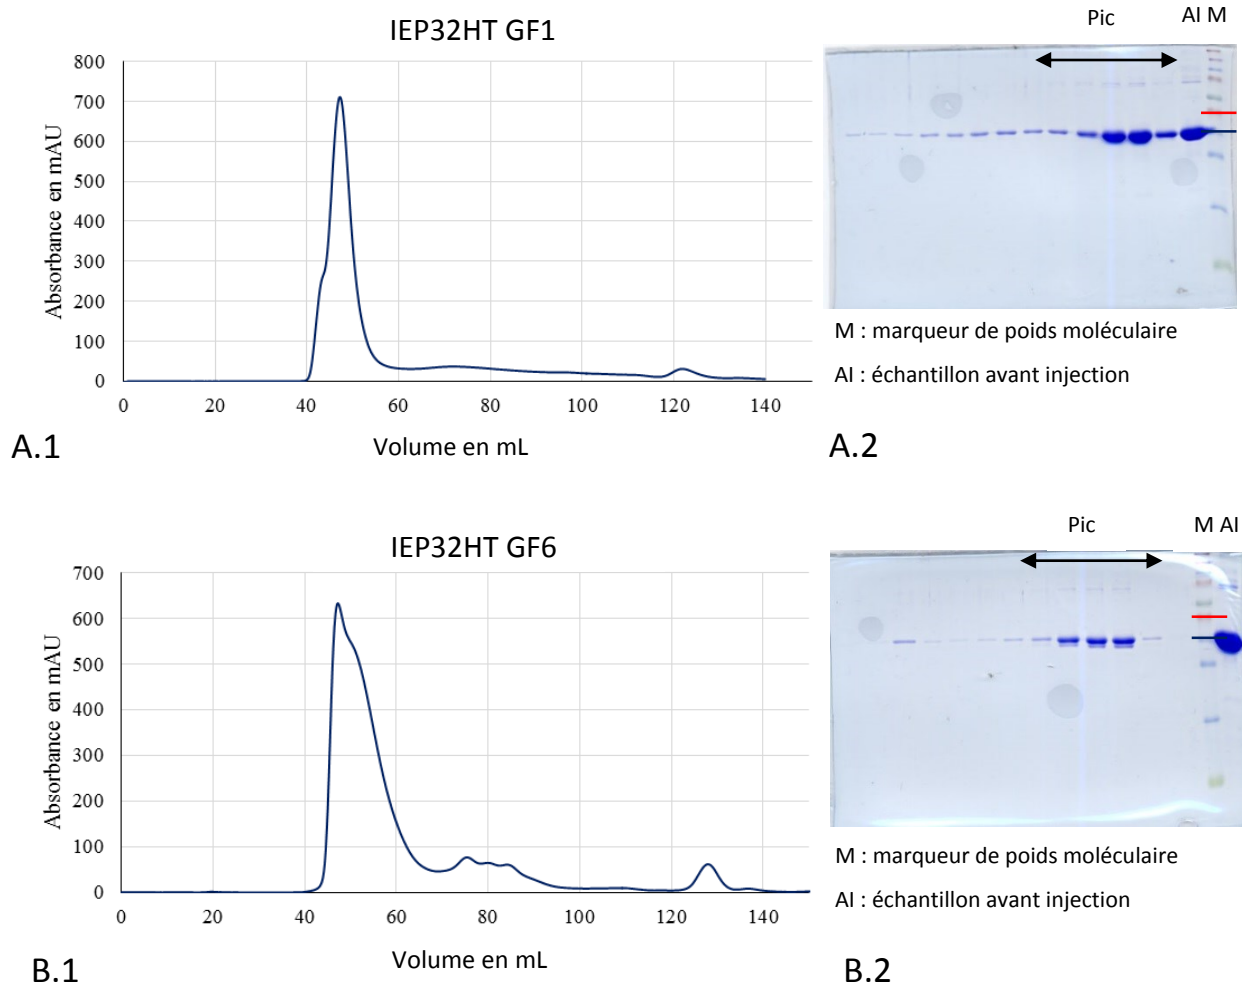 IEP32HT GF1
Absorbance en mAU
800
700
600
500
400
300
200
100
0
0 20 40 60 80 100 120 140
Volume en mL
A.1
Pic AI M
M : marqueur de poids moléculaire
AI : échantillon avant injection
A.2
IEP32HT GF6
Absorbance en mAU
700
600
500
400
300
200
100
0
0 20 40 60 80 100 120 140
Volume en mL
B.1
Pic M AI
M : marqueur de poids moléculaire
AI : échantillon avant injection
B.2